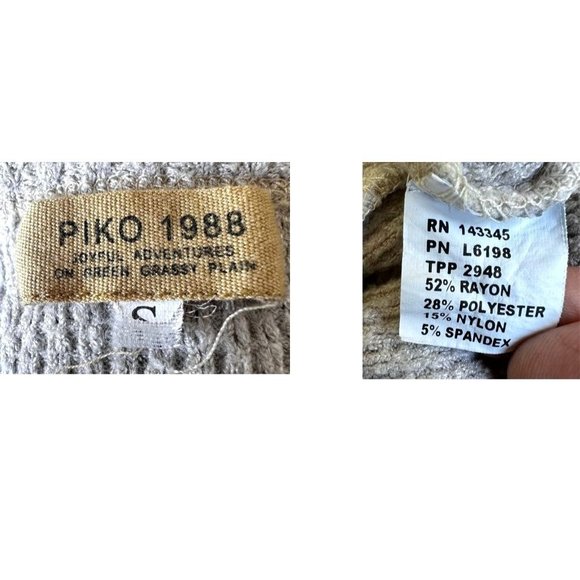 PIKO 1988
JOYFUL ADVENTURES
ON GREEN GRASSY PLAIN
S
RN 143345
PN L6198
TPP 2948
52% RAYON
28% POLYESTER
15% NYLON
5% SPANDEX